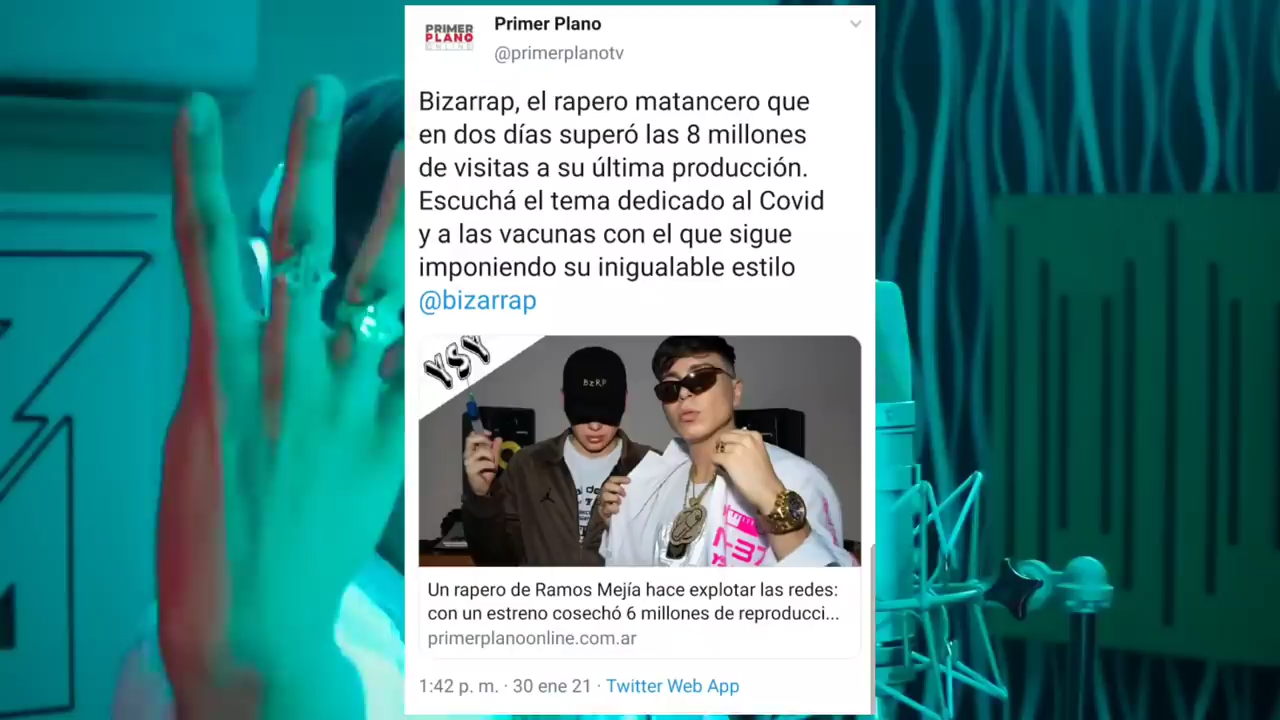 PRIMER
PLANO
ONLINE
Primer Plano
@primerplanotv
Bizarrap, el rapero matancero que
en dos días superó las 8 millones
de visitas a su última producción.
Escuchá el tema dedicado al Covid
y a las vacunas con el que sigue
imponiendo su inigualable estilo
@bizarrap
YSY
BZRP
Un rapero de Ramos Mejía hace explotar las redes:
con un estreno cosechó 6 millones de reproducci...
primerplanoonline.com.ar
1:42 p. m. · 30 ene 21 · Twitter Web App